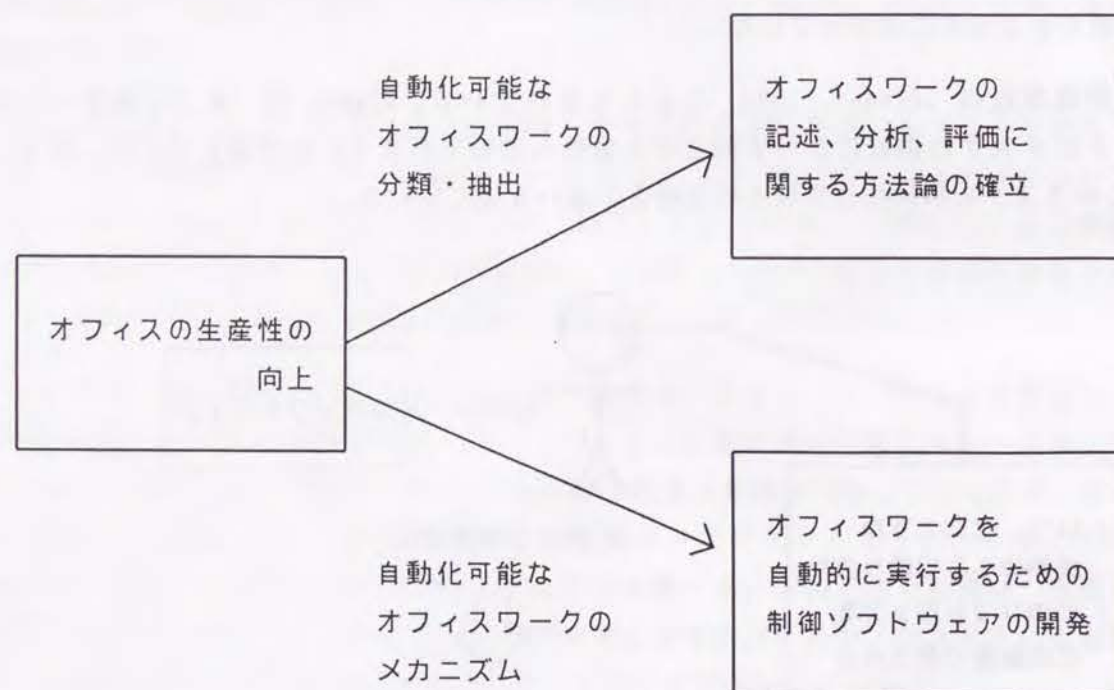 自動化可能な
オフィスワークの
分類・抽出
オフィスワークの
記述、分析、評価に
関する方法論の確立
オフィスの生産性の
向上
オフィスワークを
自動的に実行するための
制御ソフトウェアの開発
自動化可能な
オフィスワークの
メカニズム